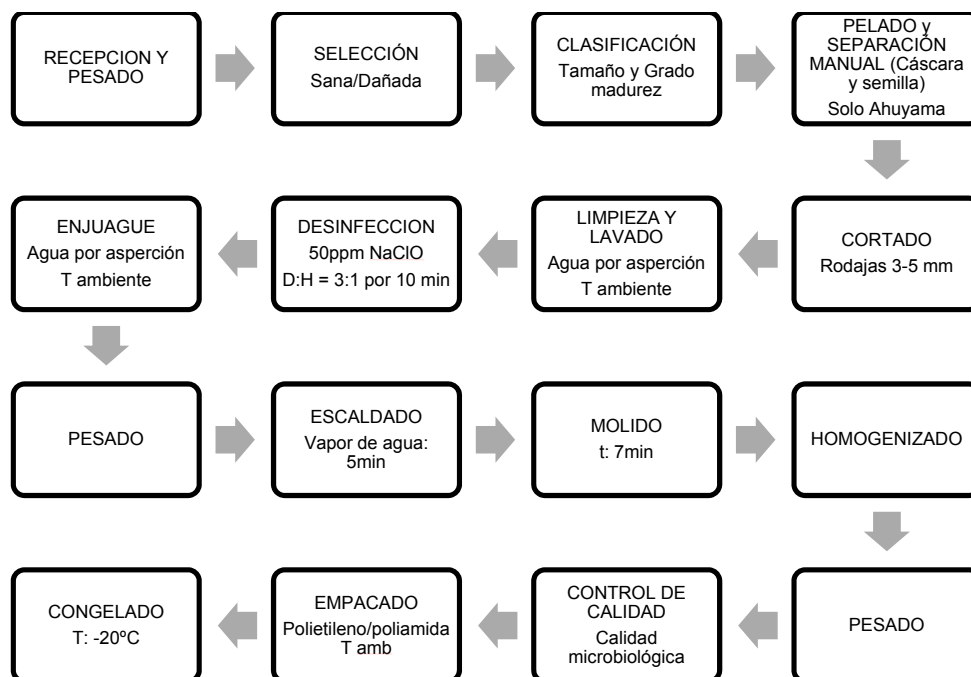 RECEPCION Y
PESADO
SELECCIÓN
Sana/Dañada
CLASIFICACIÓN
Tamaño y Grado
madurez
PELADO y
SEPARACIÓN
MANUAL (Cáscara
y semilla)
Solo Ahuyama
CORTADO
Rodajas 3-5 mm
LIMPIEZA Y
LAVADO
Agua por asperción
T ambiente
DESINFECCION
50ppm NaClO
D:H = 3:1 por 10 min
ENJUAGUE
Agua por asperción
T ambiente
PESADO
ESCALDADO
Vapor de agua:
5min
MOLIDO
t: 7min
HOMOGENIZADO
PESADO
CONTROL DE
CALIDAD
Calidad
microbiológica
EMPACADO
Polietileno/poliamida
T amb
CONGELADO
T: -20ºC